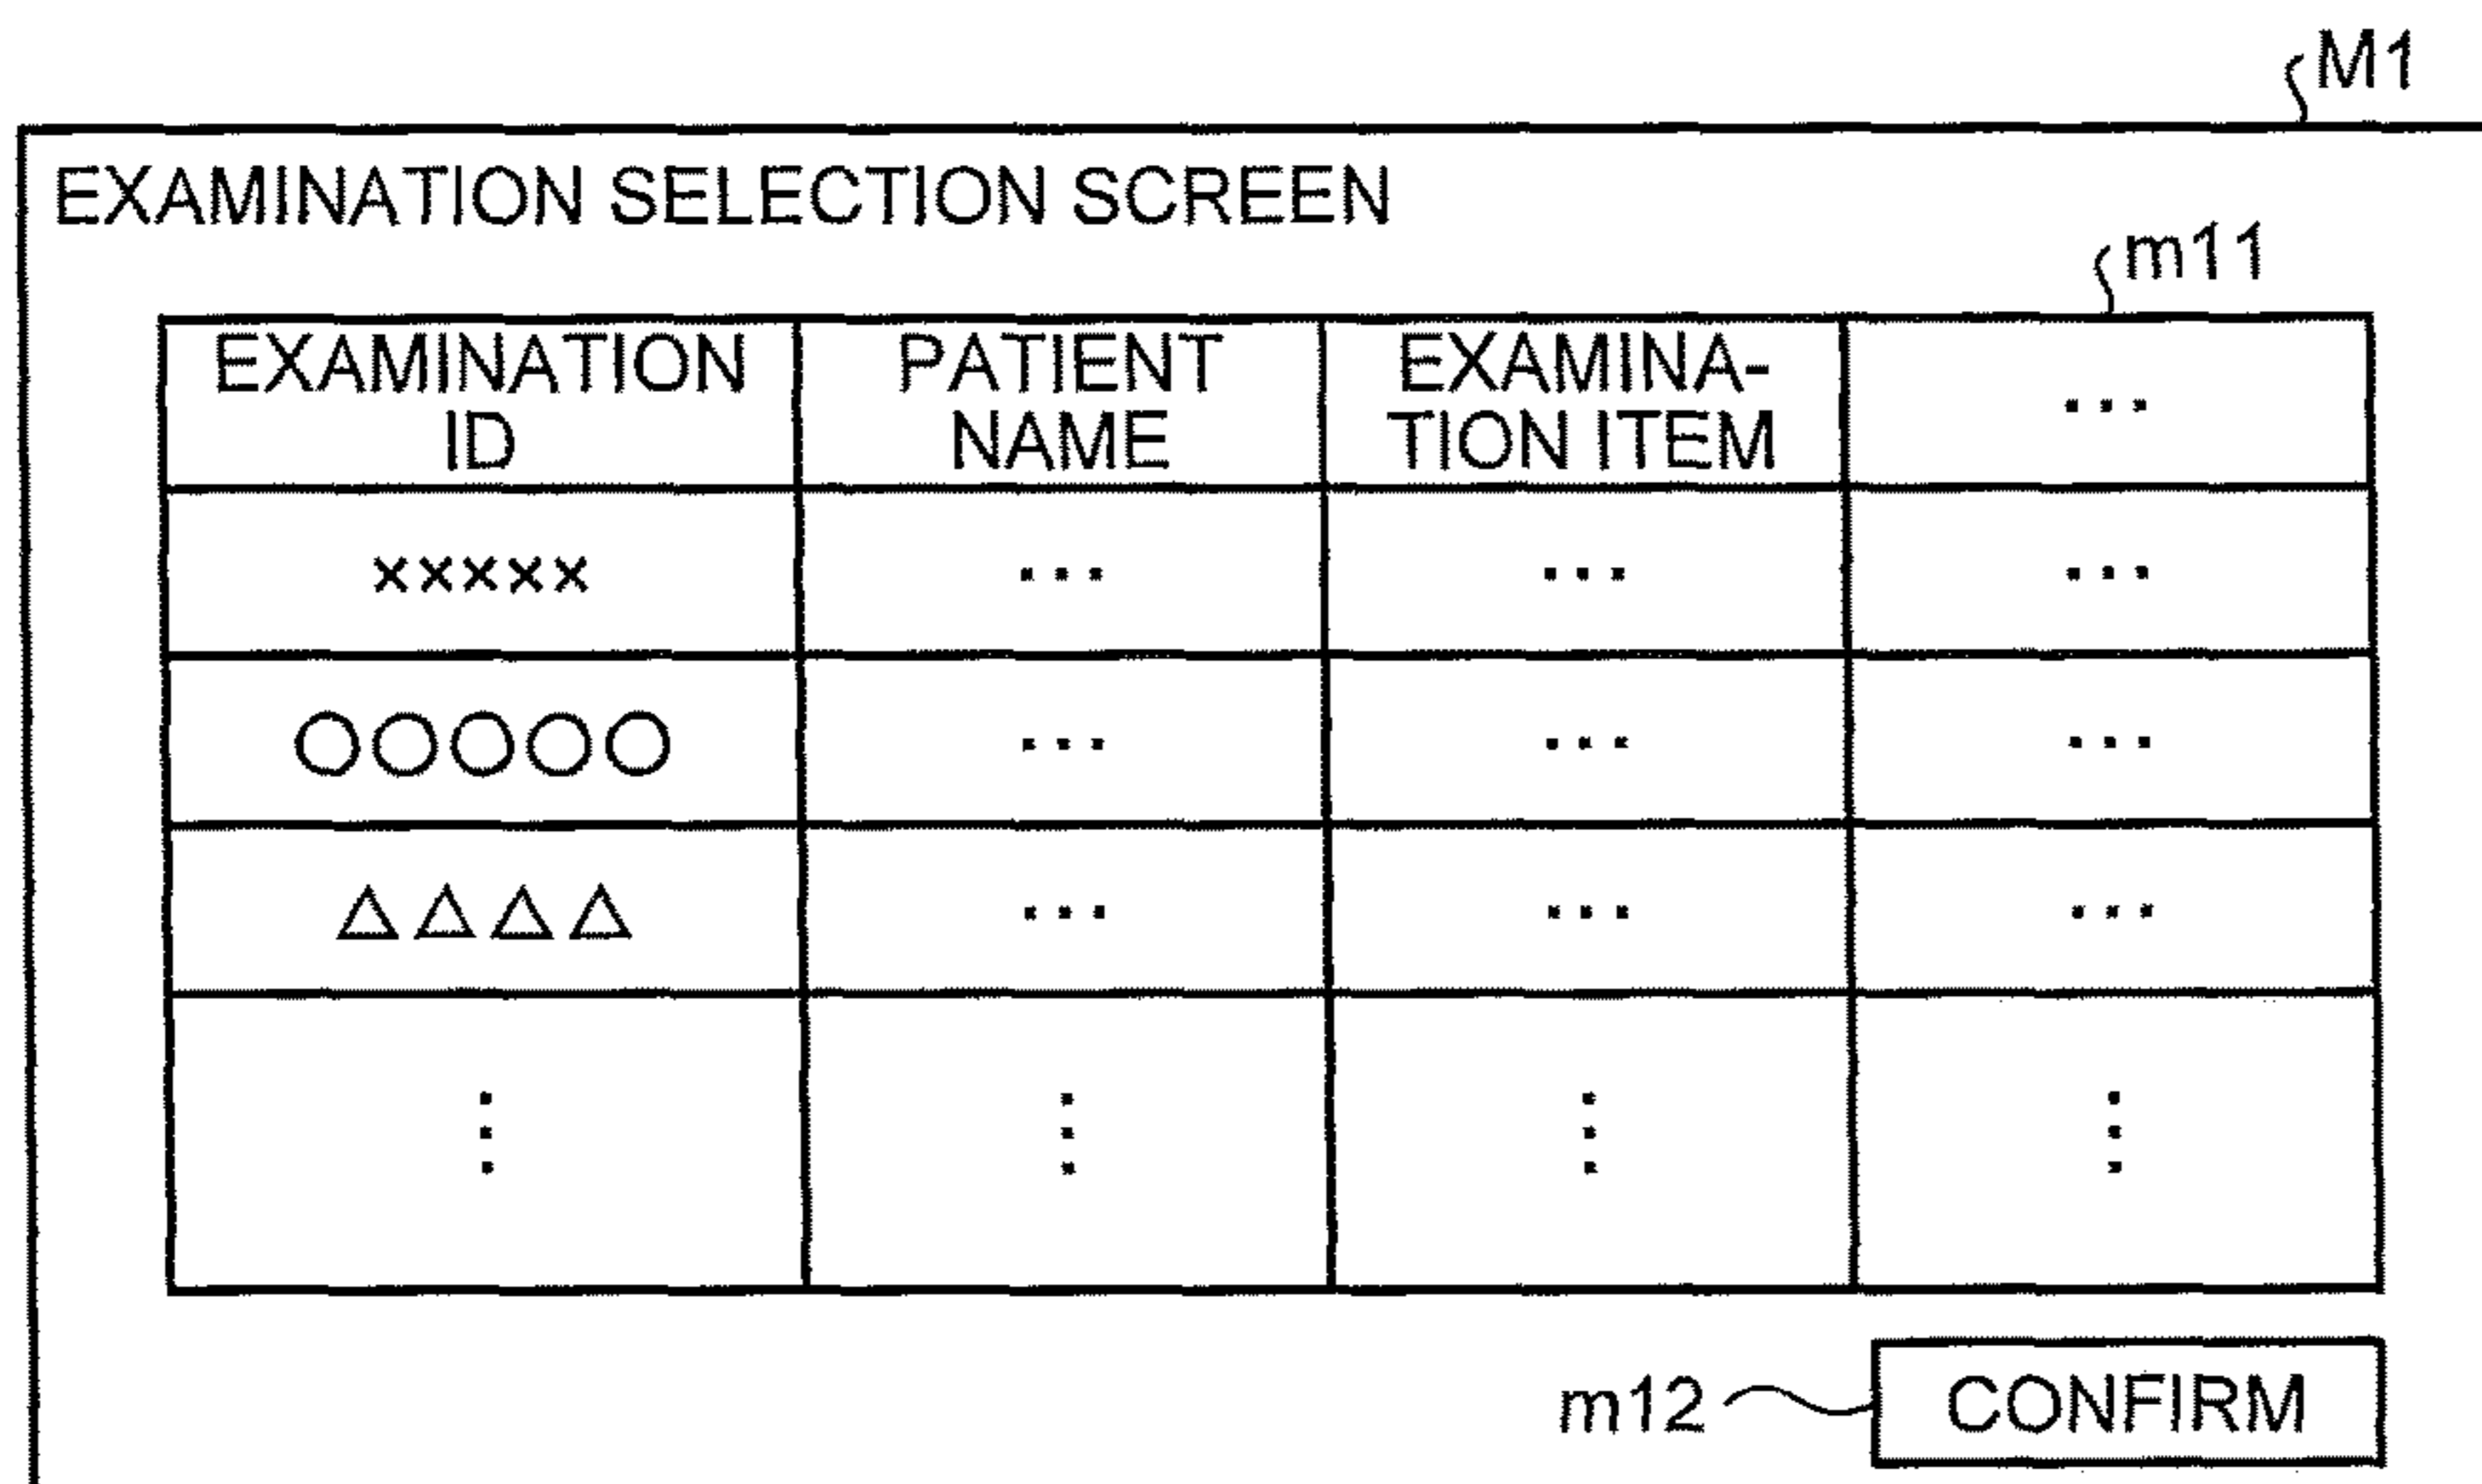 M1
EXAMINATION SELECTION SCREEN
m11
EXAMINATION ID
PATIENT NAME
EXAMINA-
TION ITEM
...
××××× ... ... ...
○○○○○ ... ... ...
△△△△ ... ... ...
⋮ ⋮ ⋮ ⋮
m12
CONFIRM